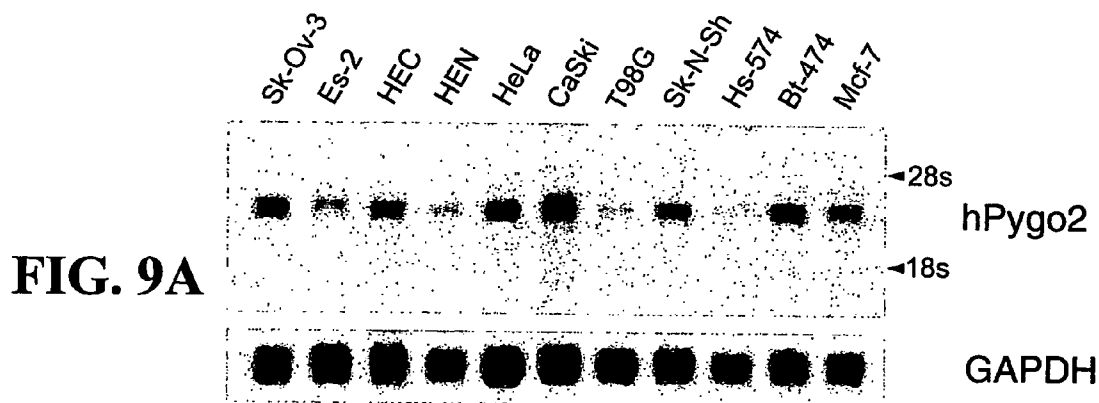 Sk-Ov-3
Es-2
HEC
HEN
HeLa
CaSki
T98G
Sk-N-Sh
Hs-574
Bt-474
Mcf-7
28s
hPygo2
18s
FIG. 9A
GAPDH